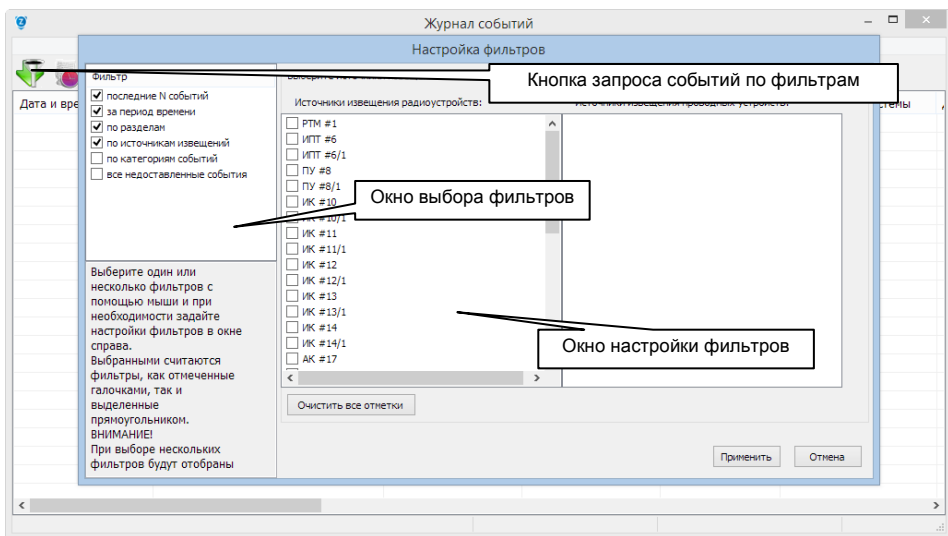 Журнал событий
Настройка фильтров
Кнопка запроса событий по фильтрам
Фильтр
Дата и вре
последние N событий
за период времени
по разделам
по источникам извещений
по категориям событий
все недоставленные события
Источники извещения радиоустройств:
РТМ #1
ИПТ #6
ИПТ #6/1
ПУ #8
ПУ #8/1
ИК #10
ИК #10/1
ИК #11
ИК #11/1
ИК #12
ИК #12/1
ИК #13
ИК #13/1
ИК #14
ИК #14/1
АК #17
Окно выбора фильтров
Окно настройки фильтров
Выберите один или
несколько фильтров с
помощью мыши и при
необходимости задайте
настройки фильтров в окне
справа.
Выбранными считаются
фильтры, как отмеченные
галочками, так и
выделенные
прямоугольником.
ВНИМАНИЕ!
При выборе нескольких
фильтров будут отобраны
Очистить все отметки
Применить
Отмена